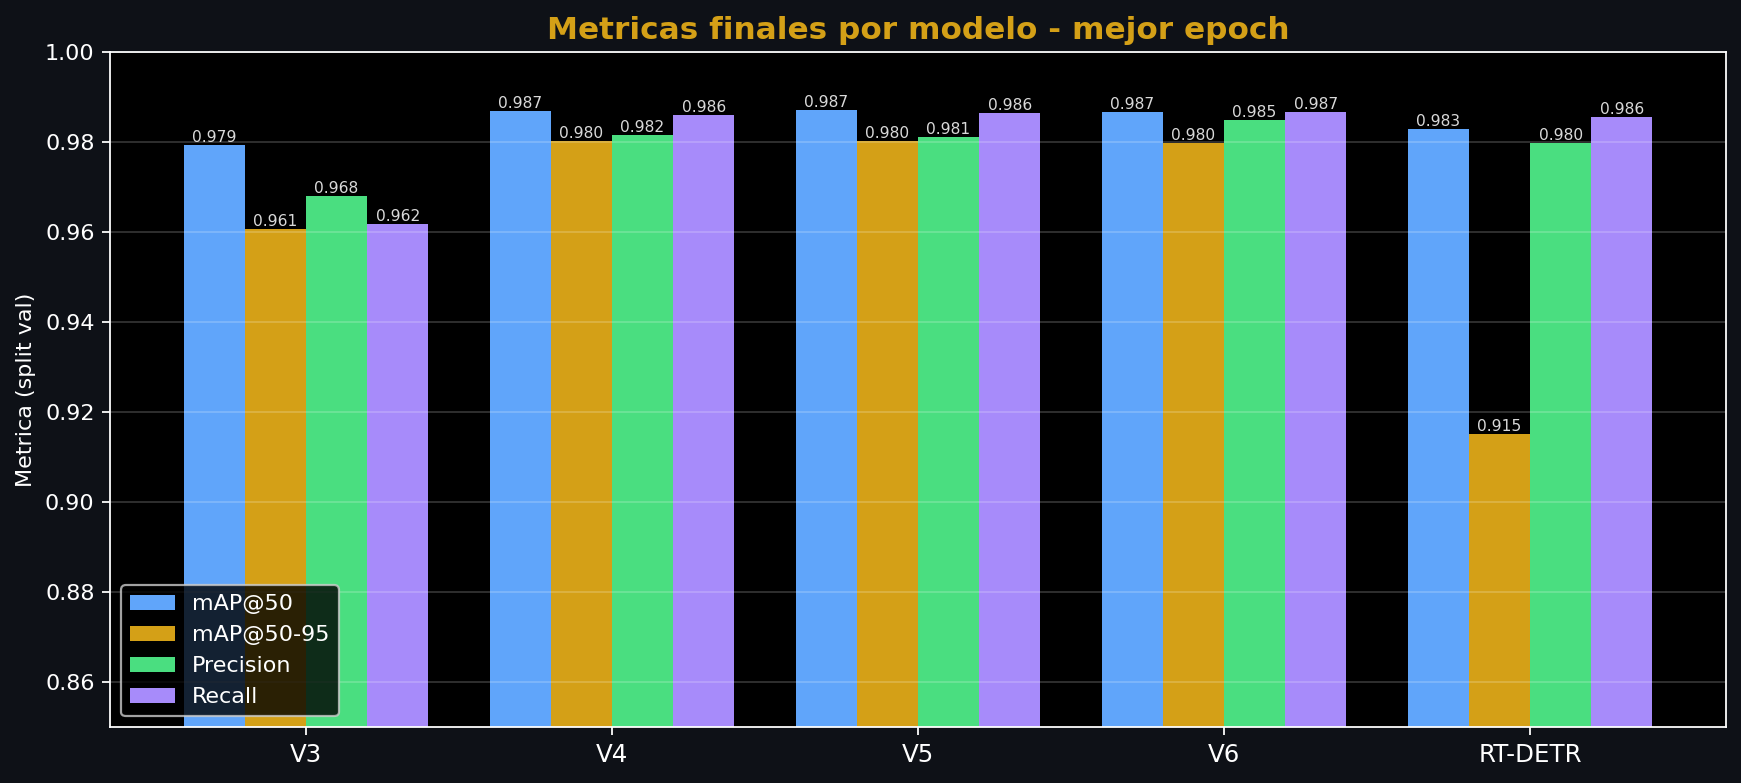 Metricas finales por modelo - mejor epoch
Metrica (split val)
1.00
0.98
0.96
0.94
0.92
0.90
0.88
0.86
0.979
0.961
0.968
0.962
0.987
0.980
0.982
0.986
0.987
0.980
0.981
0.986
0.987
0.980
0.985
0.987
0.983
0.915
0.980
0.986
mAP@50
mAP@50-95
Precision
Recall
V3
V4
V5
V6
RT-DETR